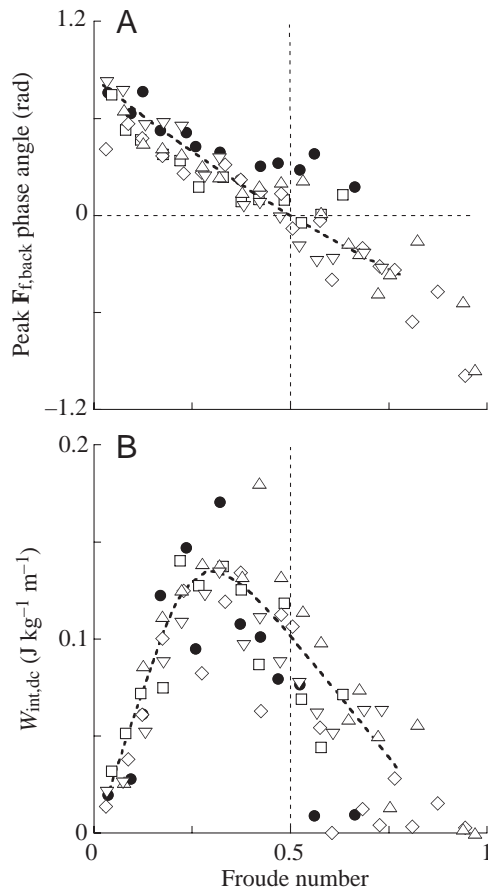 A
1.2
0
–1.2
Peak F_f,back phase angle (rad)
B
0.2
0.1
0
W_int,dc (J kg⁻¹ m⁻¹)
0
0.5
1
Froude number